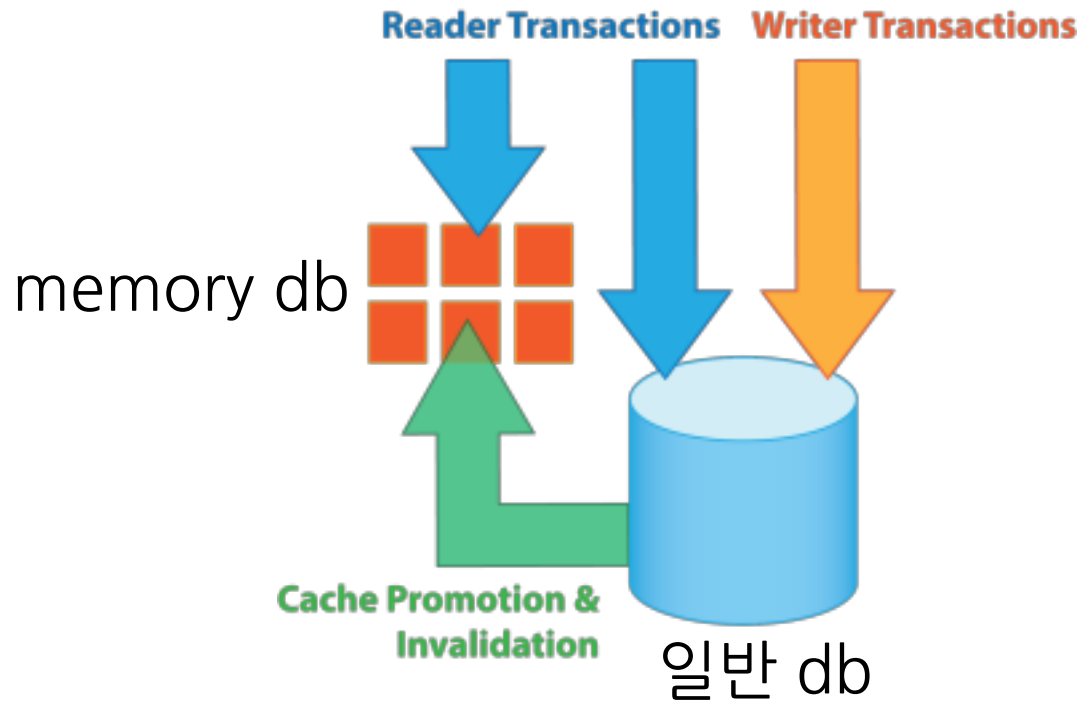 Reader Transactions Writer Transactions
memory db
Cache Promotion &
Invalidation
일반 db